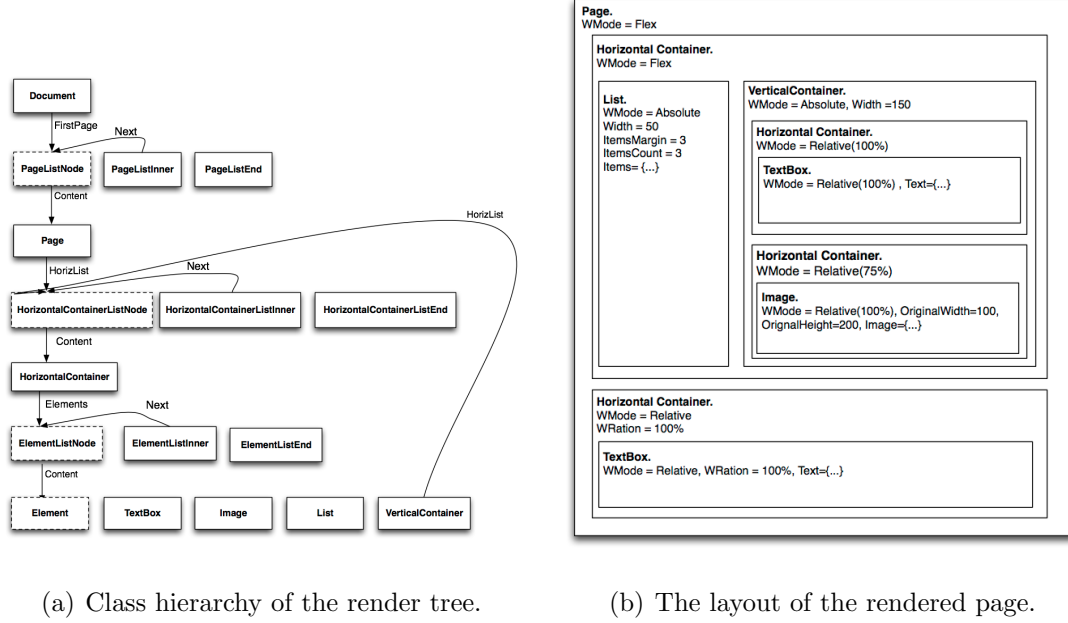 Document
FirstPage
Next
PageListNode
PageListInner
PageListEnd
Content
Page
HorizList
HorizList
Next
HorizontalContainerListNode
HorizontalContainerListInner
HorizontalContainerListEnd
Content
HorizontalContainer
Elements
Next
ElementListNode
ElementListInner
ElementListEnd
Content
Element
TextBox
Image
List
VerticalContainer
(a) Class hierarchy of the render tree.
Page.
WMode = Flex
Horizontal Container.
WMode = Flex
List.
WMode = Absolute
Width = 50
ItemsMargin = 3
ItemsCount = 3
Items= {...}
VerticalContainer.
WMode = Absolute, Width =150
Horizontal Container.
WMode = Relative(100%)
TextBox.
WMode = Relative(100%) , Text={...}
Horizontal Container.
WMode = Relative(75%)
Image.
WMode = Relative(100%), OriginalWidth=100,
OrignalHeight=200, Image={...}
Horizontal Container.
WMode = Relative
WRation = 100%
TextBox.
WMode = Relative, WRation = 100%, Text={...}
(b) The layout of the rendered page.